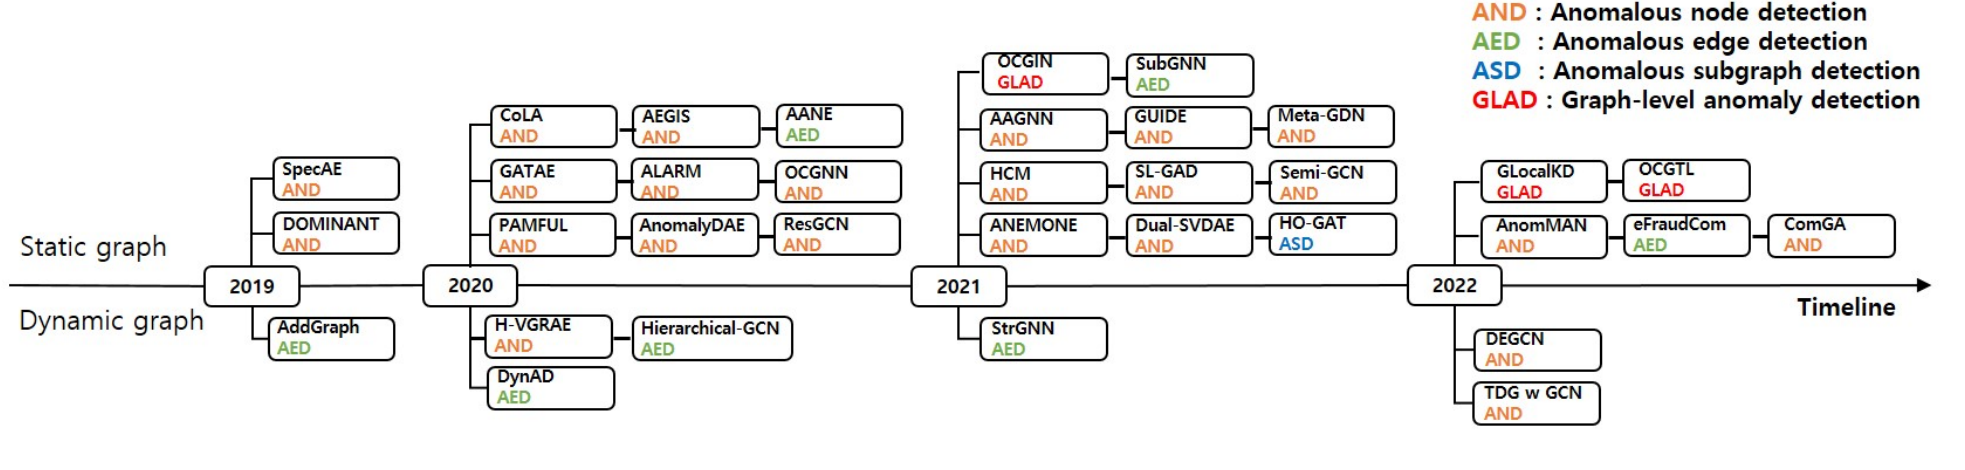 AND : Anomalous node detection
AED : Anomalous edge detection
ASD : Anomalous subgraph detection
GLAD : Graph-level anomaly detection
Static graph
Dynamic graph
2019
SpecAE
AND
DOMINANT
AND
AddGraph
AED
2020
CoLA
AND
AEGIS
AND
AANE
AED
GATAE
AND
ALARM
AND
OCGNN
AND
PAMFUL
AND
AnomalyDAE
AND
ResGCN
AND
H-VGRAE
AND
Hierarchical-GCN
AED
DynAD
AED
2021
OCGIN
GLAD
SubGNN
AED
AAGNN
AND
GUIDE
AND
Meta-GDN
AND
HCM
AND
SL-GAD
AND
Semi-GCN
AND
ANEMONE
AND
Dual-SVDAE
AND
HO-GAT
ASD
StrGNN
AED
2022
GLocalKD
GLAD
OCGTL
GLAD
AnomMAN
AND
eFraudCom
AED
ComGA
AND
DEGCN
AND
TDG w GCN
AND
Timeline